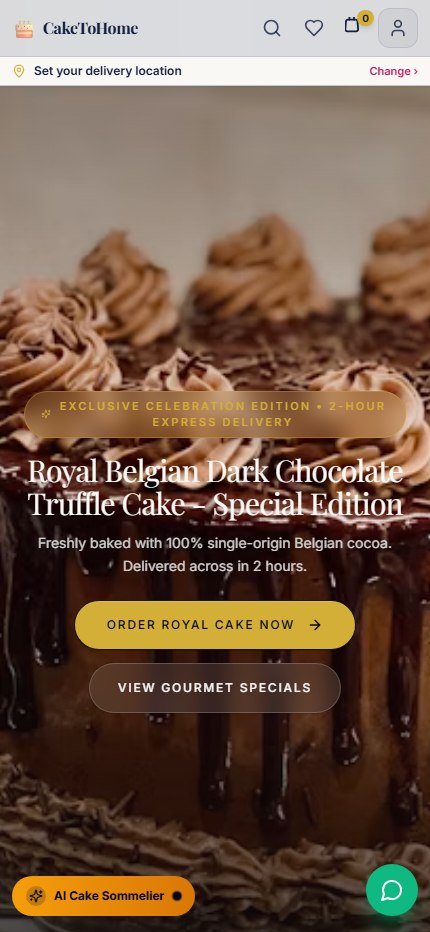 CakeToHome
0
Set your delivery location
Change ›
EXCLUSIVE CELEBRATION EDITION • 2-HOUR
EXPRESS DELIVERY
Royal Belgian Dark Chocolate
Truffle Cake – Special Edition
Freshly baked with 100% single-origin Belgian cocoa.
Delivered across in 2 hours.
ORDER ROYAL CAKE NOW →
VIEW GOURMET SPECIALS
AI Cake Sommelier